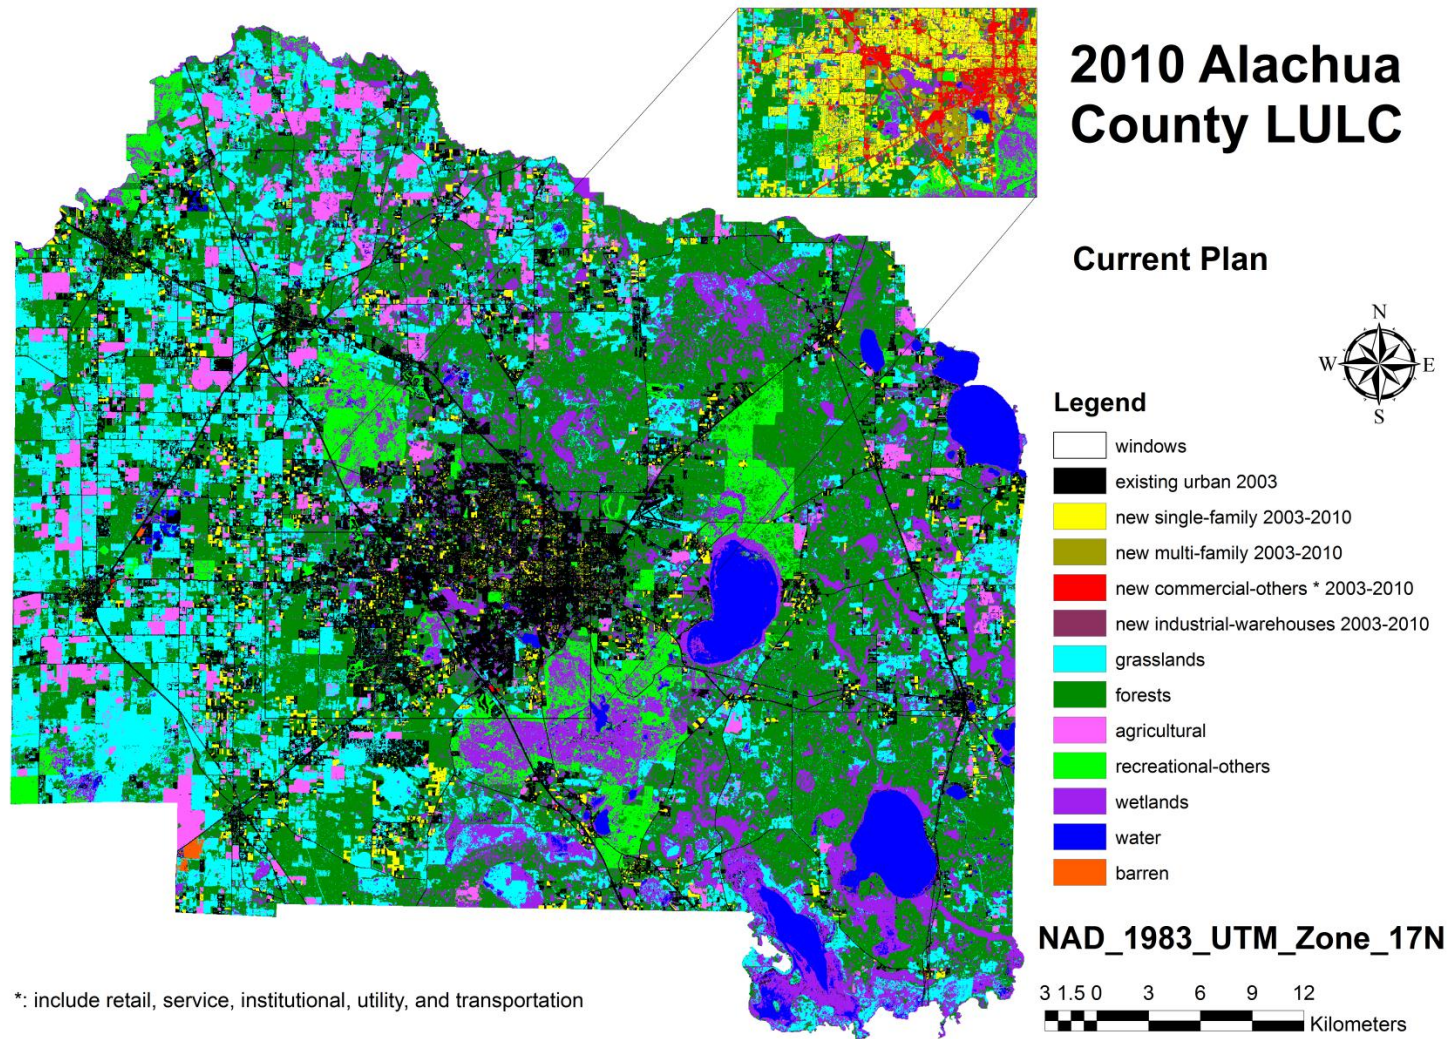 2010 Alachua
County LULC
Current Plan
N
W E
S
Legend
windows
existing urban 2003
new single-family 2003-2010
new multi-family 2003-2010
new commercial-others * 2003-2010
new industrial-warehouses 2003-2010
grasslands
forests
agricultural
recreational-others
wetlands
water
barren
NAD_1983_UTM_Zone_17N
3 1.5 0 3 6 9 12
Kilometers
*: include retail, service, institutional, utility, and transportation